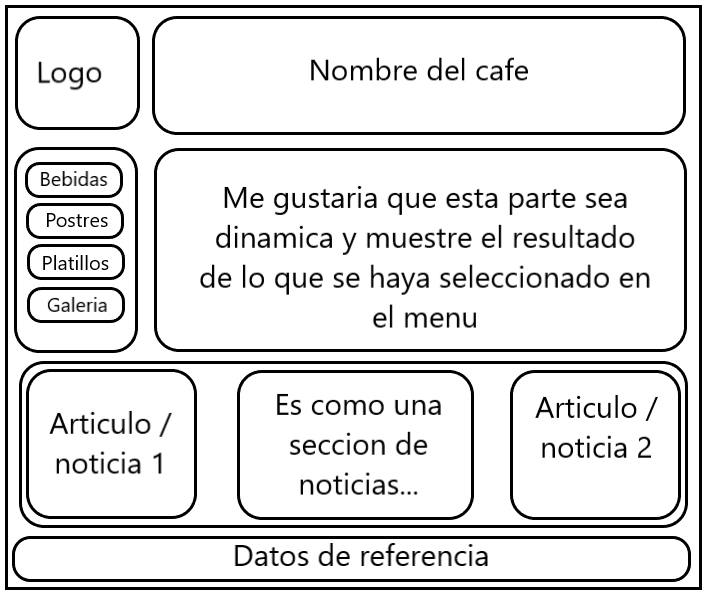 Logo
Nombre del cafe
Bebidas
Postres
Platillos
Galeria
Me gustaria que esta parte sea
dinamica y muestre el resultado
de lo que se haya seleccionado en
el menu
Articulo /
noticia 1
Es como una
seccion de
noticias...
Articulo /
noticia 2
Datos de referencia